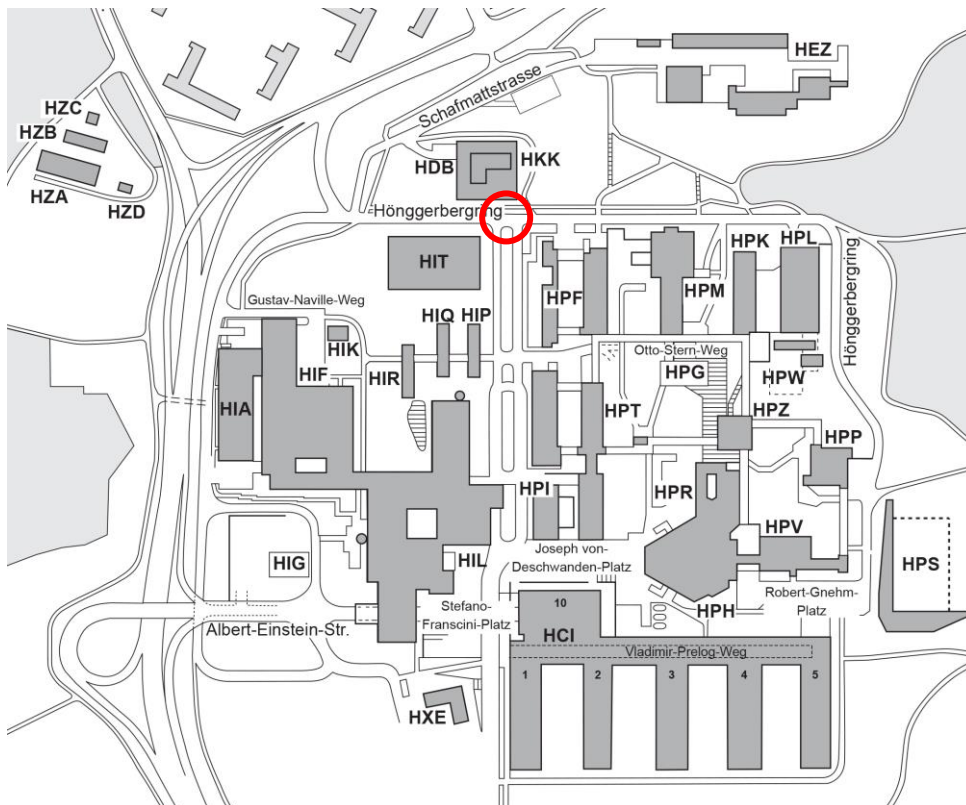 HEZ
Schafmattstrasse
HZC
HZB
HZA
HZD
HDB
HKK
Hönggerbergring
HIT
HPF
HPM
HPK
HPL
Hönggerbergring
Gustav-Naville-Weg
HIQ
HIP
HIK
HIR
HIF
HIA
Otto-Stern-Weg
HPG
HPW
HPT
HPZ
HPP
HPI
HPR
HPV
HIG
HIL
Joseph von-
Deschwanden-Platz
HPS
Robert-Gnehm-
Platz
HPH
Stefano-
Franscini-Platz
Albert-Einstein-Str.
10
HCI
Vladimir-Prelog-Weg
1
2
3
4
5
HXE